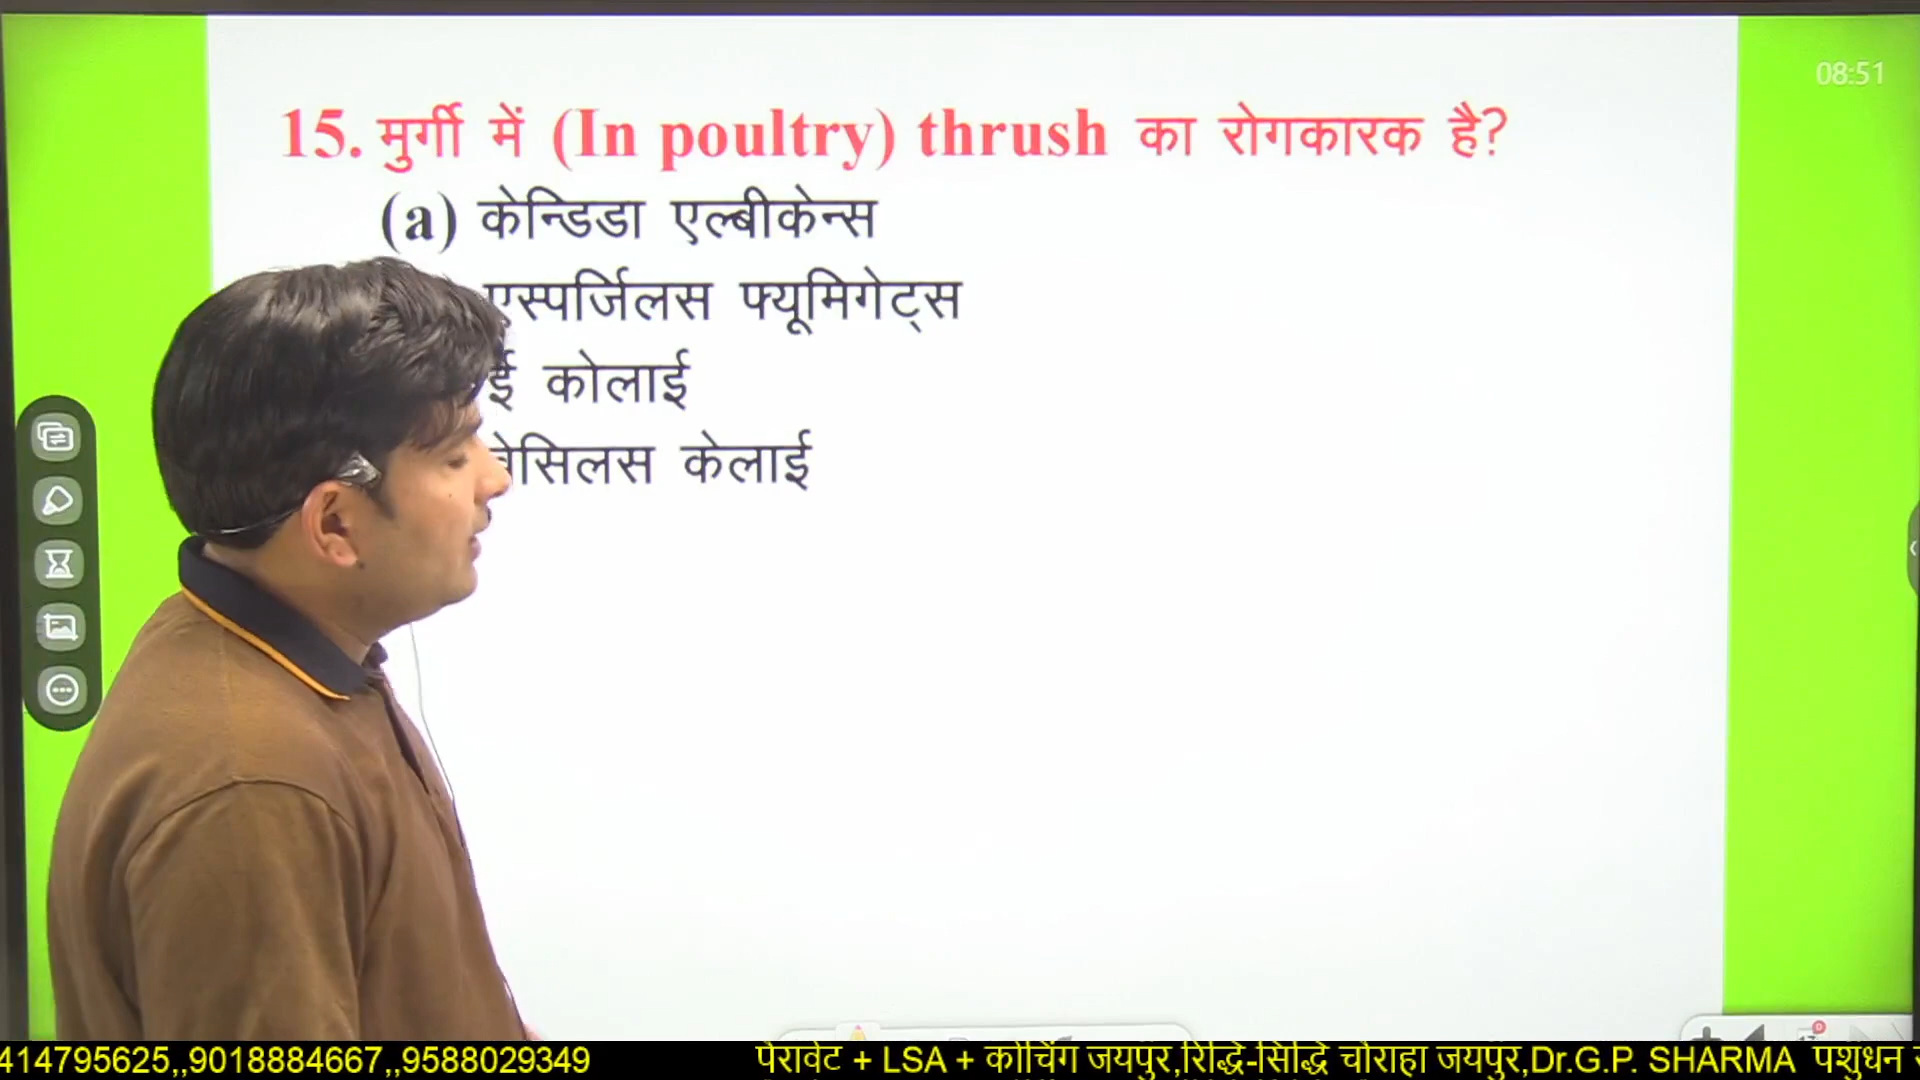 08:51
15. मुर्गी में (In poultry) thrush का रोगकारक है?
(a) केन्डिडा एल्बीकेन्स
एस्पर्जिलस फ्यूमिगेट्स
ई कोलाई
केलाई
414795625,,9018884667,,9588029349 पेरावेट + LSA + कोचिंग जयपुर,रिद्धि-सिद्धि चौराहा जयपुर,Dr.G.P. SHARMA पशुधन